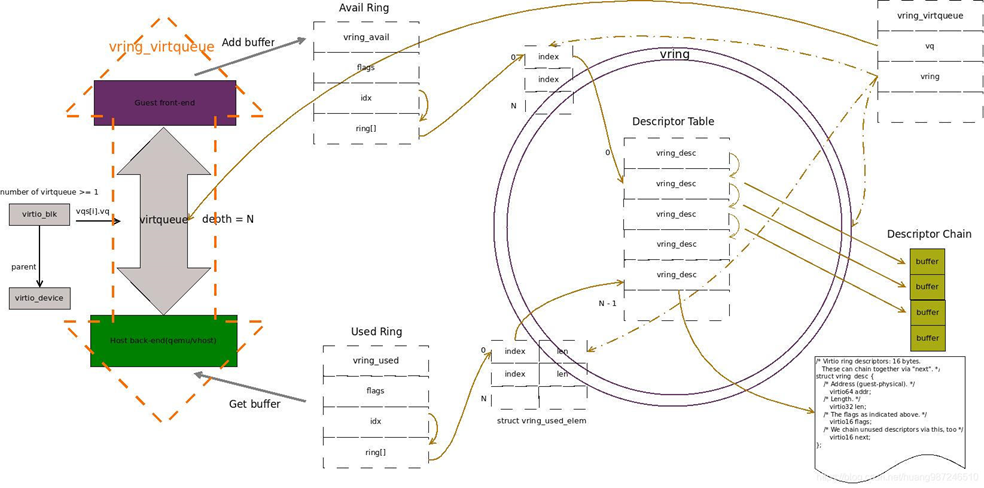 Avail Ring
vring_avail
flags
idx
ring[]
vring_virtqueue
Add buffer
Guest front-end
0
index
index
N
vring
vring_virtqueue
vq
vring
Descriptor Table
0
vring_desc
vring_desc
vring_desc
vring_desc
vring_desc
N - 1
number of virtqueue >= 1
virtio_blk
vqs[i].vq
virtqueue
depth = N
parent
virtio_device
Descriptor Chain
buffer
buffer
buffer
buffer
Host back-end(qemu/vhost)
Get buffer
Used Ring
vring_used
flags
idx
ring[]
0
index
len
index
len
N
struct vring_used_elem
/* Virtio ring descriptors: 16 bytes.
These can chain together via "next". */
struct vring_desc {
/* Address (guest-physical). */
virtio64 addr;
/* Length. */
virtio32 len;
/* The flags as indicated above. */
virtio16 flags;
/* We chain unused descriptors via this, too */
virtio16 next;
};